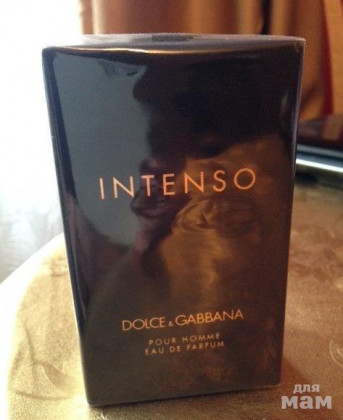 INTENSO
DOLCE & GABBANA
POUR HOMME
EAU DE PARFUM
для
мам